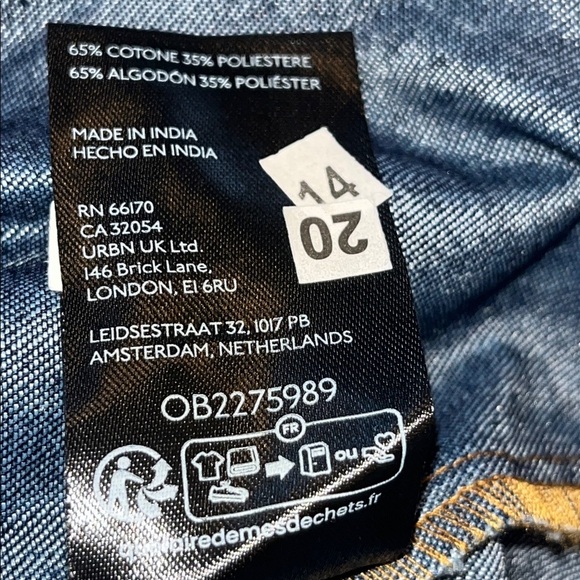 65% COTONE 35% POLIESTERE
65% ALGODÓN 35% POLIÉSTER
MADE IN INDIA
HECHO EN INDIA
14
20
RN 66170
CA 32054
URBN UK Ltd.
146 Brick Lane,
LONDON, E1 6RU
LEIDSESTRAAT 32, 1017 PB
AMSTERDAM, NETHERLANDS
OB2275989
FR
ou